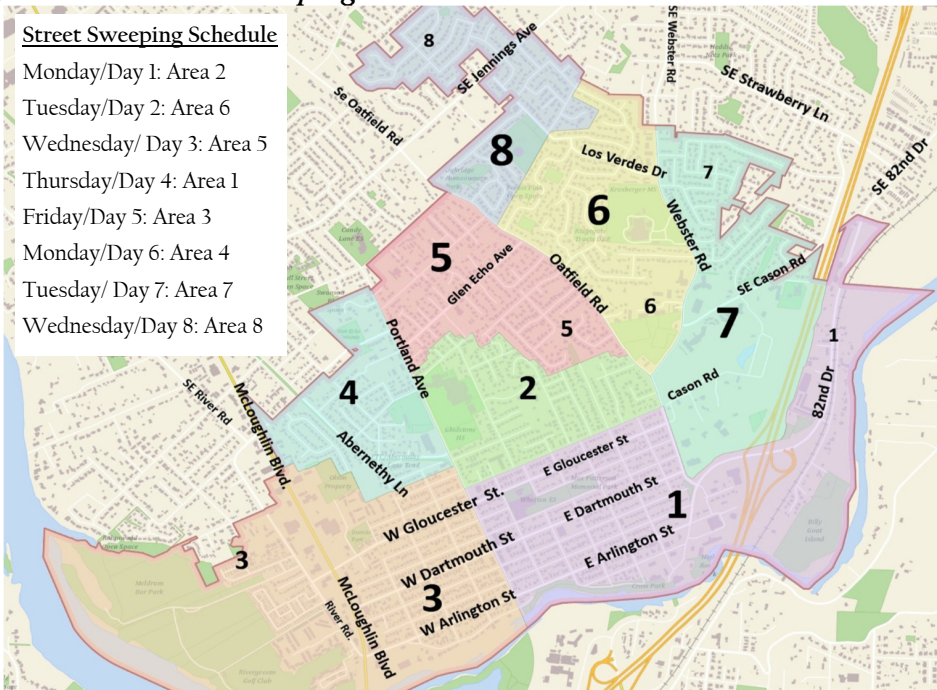 Street Sweeping Schedule
Monday/Day 1: Area 2
Tuesday/Day 2: Area 6
Wednesday/ Day 3: Area 5
Thursday/Day 4: Area 1
Friday/Day 5: Area 3
Monday/Day 6: Area 4
Tuesday/ Day 7: Area 7
Wednesday/Day 8: Area 8
8
SE Jennings Ave
SE Webster Rd
SE Strawberry Ln
Se Oatfield Rd
SE 82nd Dr
8
Los Verdes Dr
7
6
Webster Rd
5
Glen Echo Ave
Oatfield Rd
SE Cason Rd
6
7
5
1
Portland Ave
82nd Dr
4
2
Cason Rd
SE River Rd
McLoughlin Blvd.
Abernethy Ln
E Gloucester St
W Gloucester St.
E Dartmouth St
1
W Dartmouth St
E Arlington St
3
3
W Arlington St
McLoughlin Blvd
River Rd.